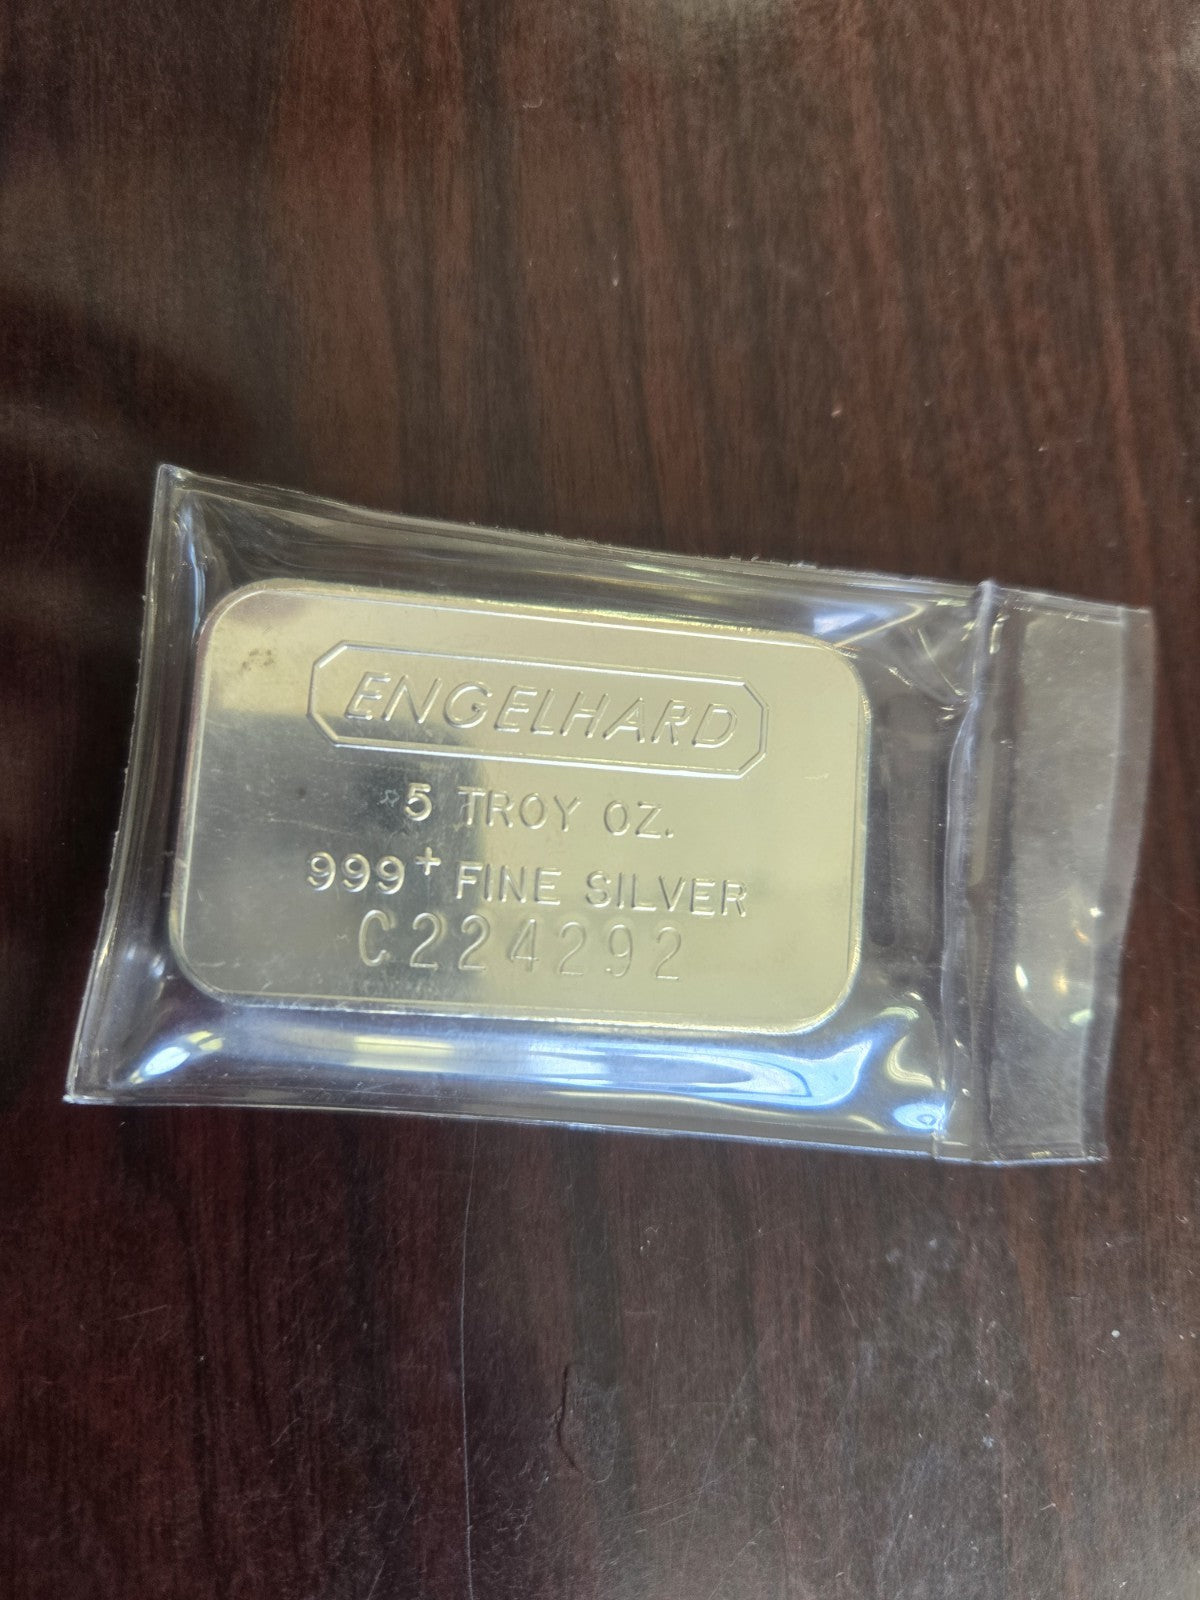 ENGELHARD
5 TROY OZ.
999+ FINE SILVER
C224292